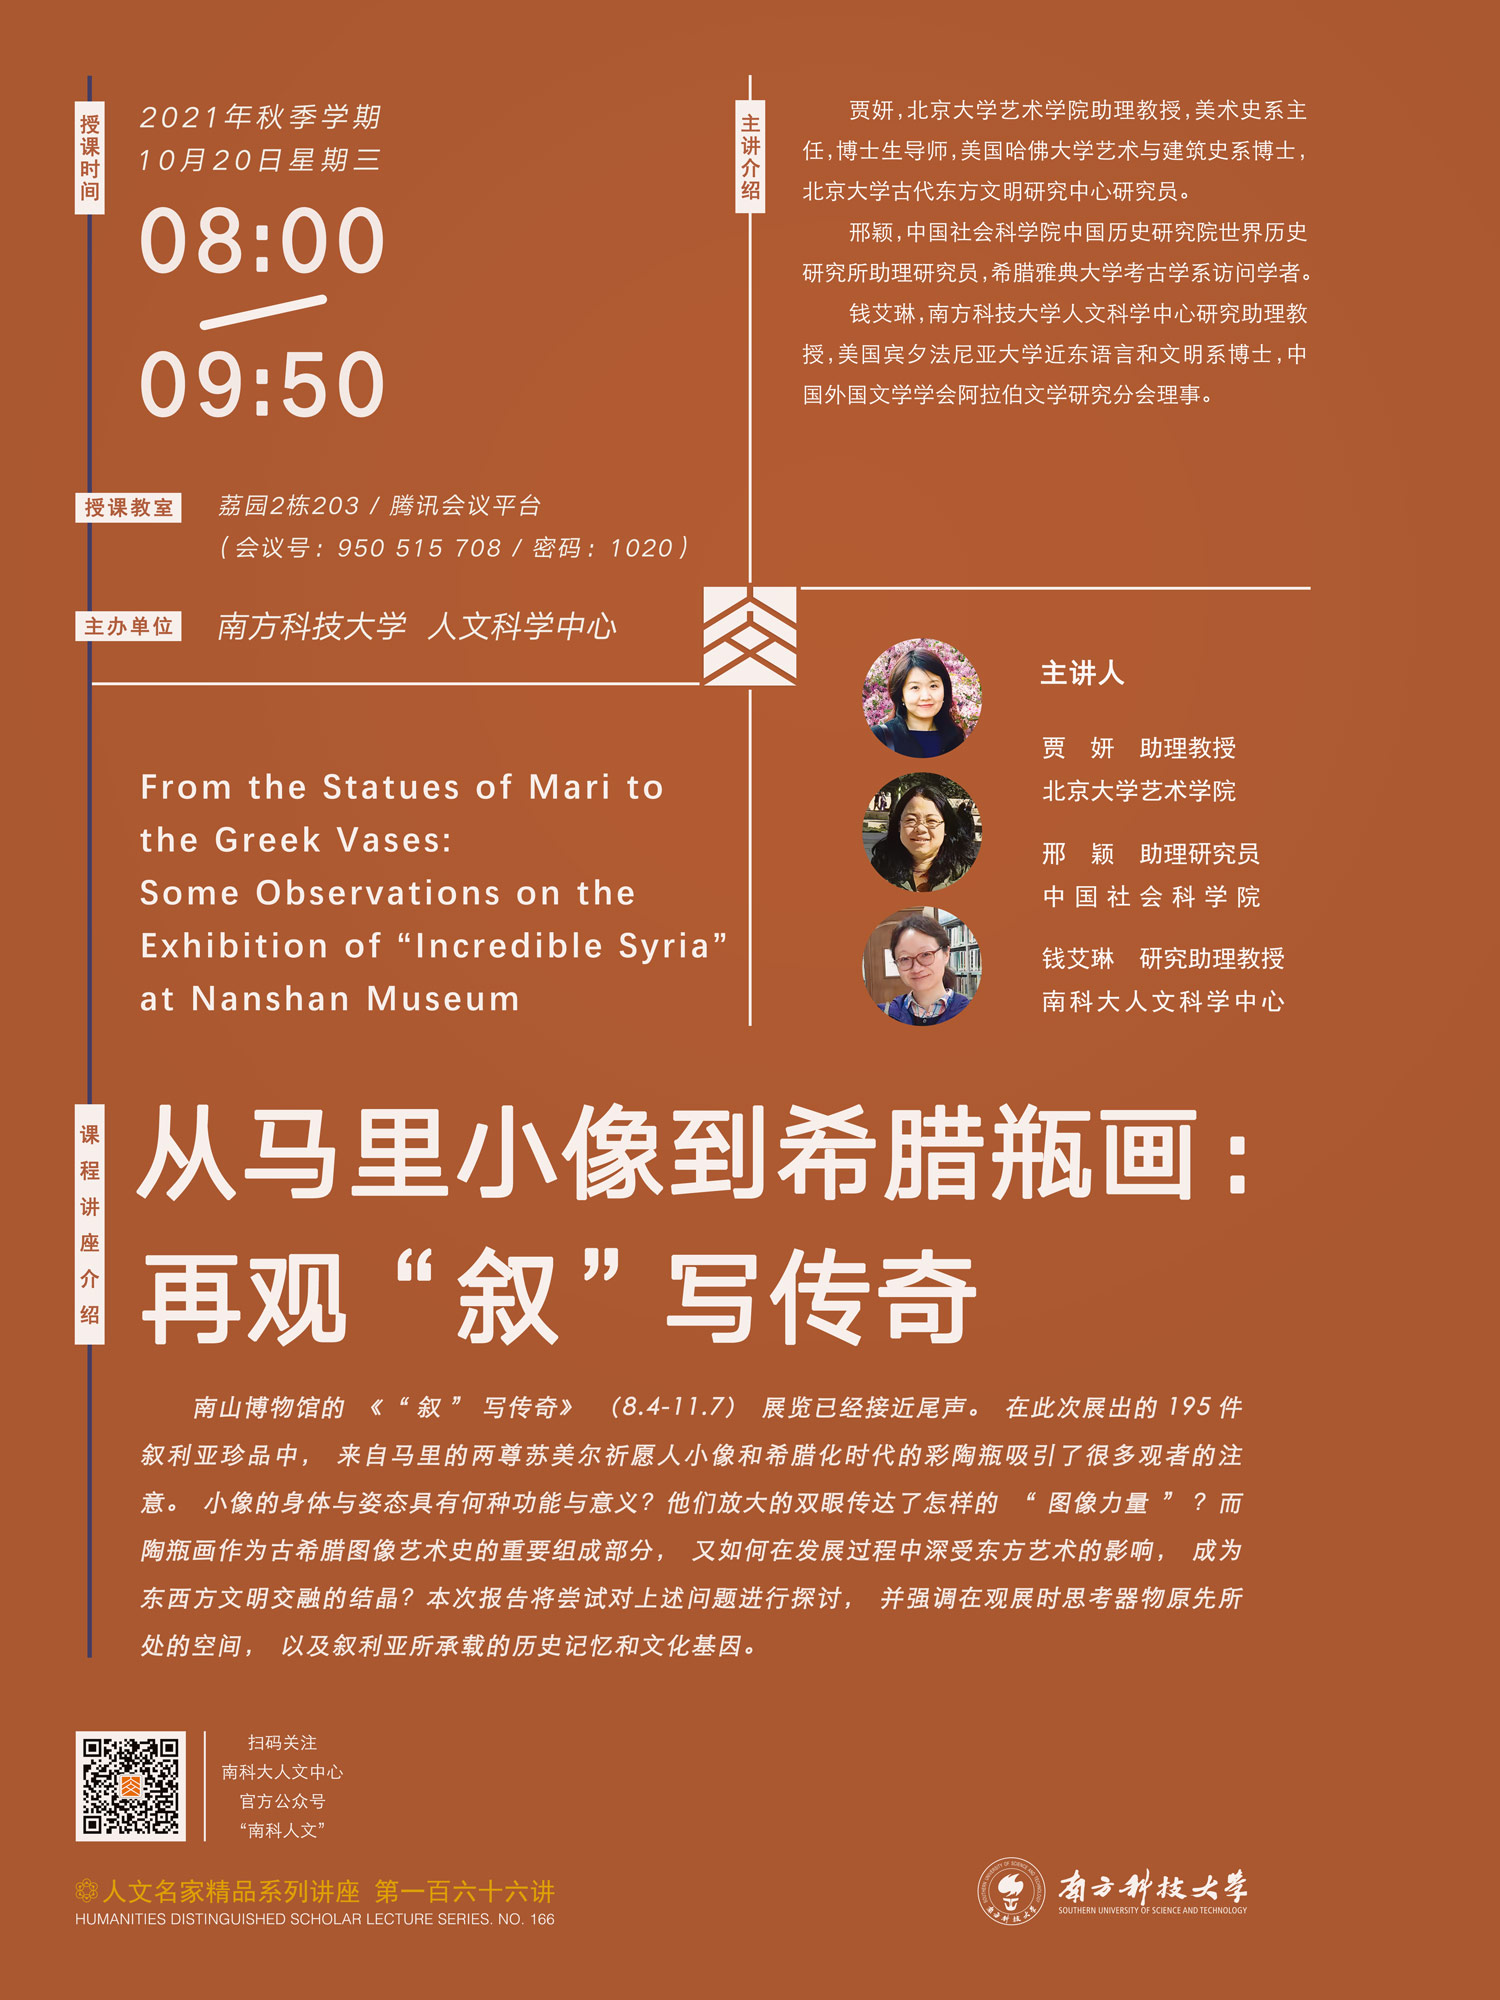 授课时间
2021年秋季学期
10月20日星期三
08:00
09:50
授课教室
荔园2栋203 / 腾讯会议平台
（会议号：950 515 708 / 密码：1020）
主办单位
南方科技大学 人文科学中心
主讲介绍
贾妍，北京大学艺术学院助理教授，美术史系主
任，博士生导师，美国哈佛大学艺术与建筑史系博士，
北京大学古代东方文明研究中心研究员。
邢颖，中国社会科学院中国历史研究院世界历史
研究所助理研究员，希腊雅典大学考古学系访问学者。
钱艾琳，南方科技大学人文科学中心研究助理教
授，美国宾夕法尼亚大学近东语言和文明系博士，中
国外国文学学会阿拉伯文学研究分会理事。
主讲人
贾 妍 助理教授
北京大学艺术学院
邢 颖 助理研究员
中国社会科学院
钱艾琳 研究助理教授
南科大人文科学中心
From the Statues of Mari to
the Greek Vases:
Some Observations on the
Exhibition of “Incredible Syria”
at Nanshan Museum
课程讲座介绍
从马里小像到希腊瓶画：
再观“叙”写传奇
南山博物馆的《“叙”写传奇》（8.4-11.7）展览已经接近尾声。在此次展出的195件
叙利亚珍品中，来自马里的两尊苏美尔祈愿人小像和希腊化时代的彩陶瓶吸引了很多观者的注
意。小像的身体与姿态具有何种功能与意义？他们放大的双眼传达了怎样的“图像力量”？而
陶瓶画作为古希腊图像艺术史的重要组成部分，又如何在发展过程中深受东方艺术的影响，成为
东西方文明交融的结晶？本次报告将尝试对上述问题进行探讨，并强调在观展时思考器物原先所
处的空间，以及叙利亚所承载的历史记忆和文化基因。
扫码关注
南科大人文中心
官方公众号
“南科人文”
人文名家精品系列讲座 第一百六十六讲
HUMANITIES DISTINGUISHED SCHOLAR LECTURE SERIES. NO. 166
SOUTHERN UNIVERSITY OF SCIENCE AND TECHNOLOGY
南方科技大学
南方科技大学
SOUTHERN UNIVERSITY OF SCIENCE AND TECHNOLOGY